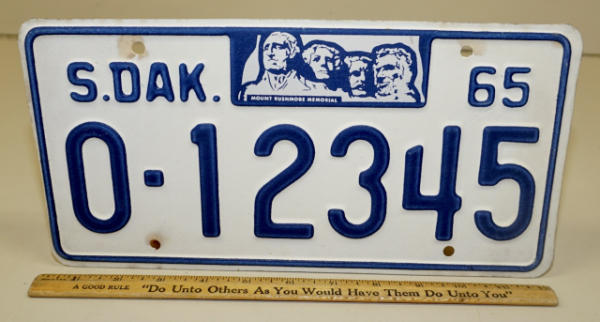 S.DAK. 65
MOUNT RUSHMORE MEMORIAL
0-12345
A GOOD RULE "Do Unto Others As You Would Have Them Do Unto You"